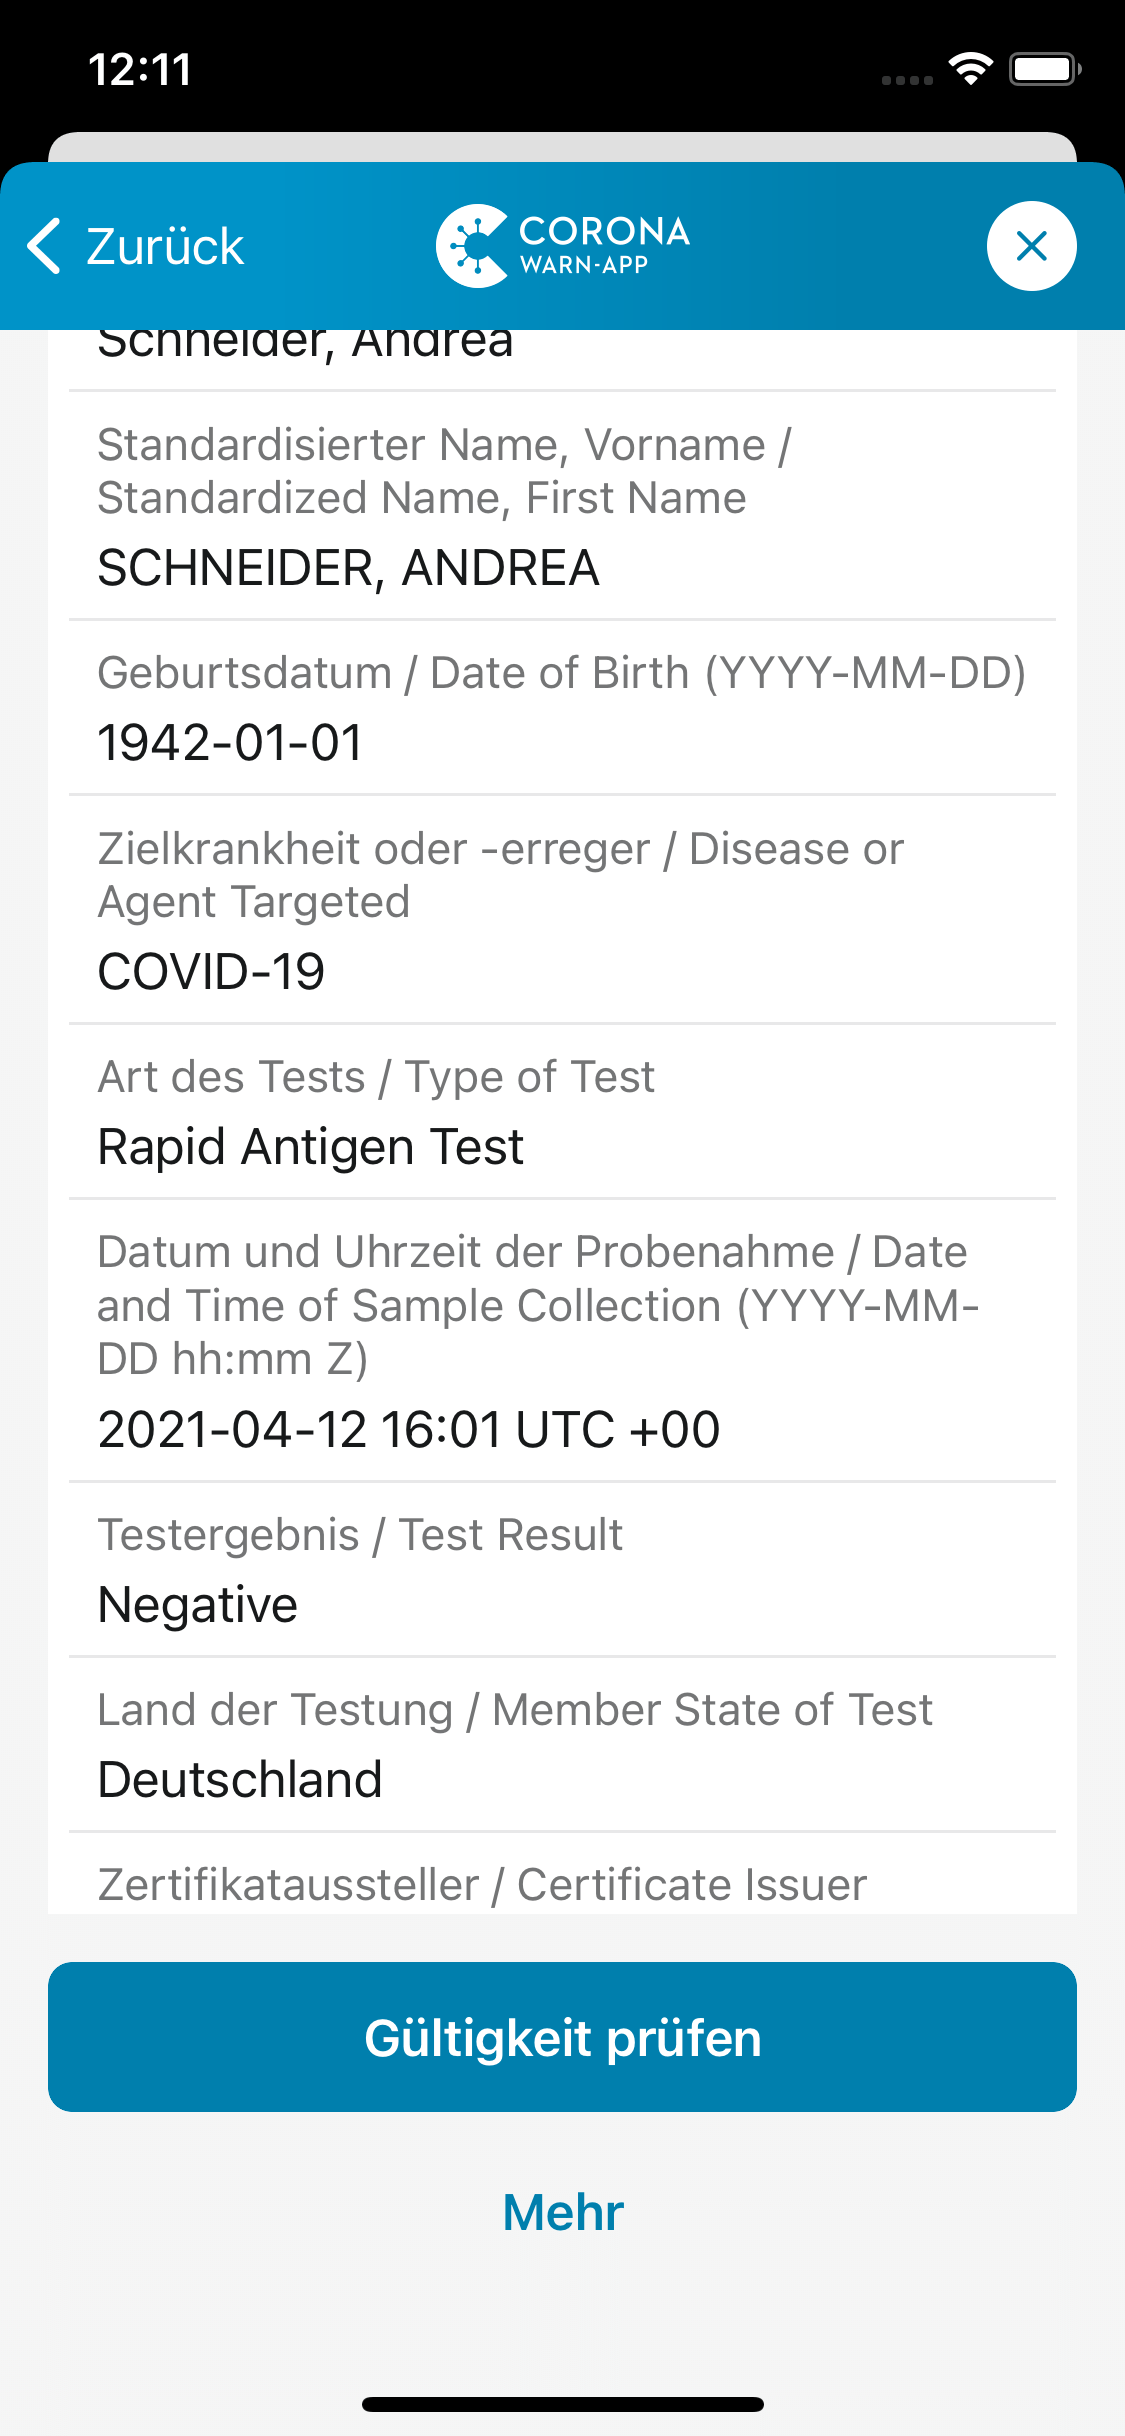 12:11
Zurück
CORONA
WARN-APP
Schneider, Andrea
Standardisierter Name, Vorname /
Standardized Name, First Name
SCHNEIDER, ANDREA
Geburtsdatum / Date of Birth (YYYY-MM-DD)
1942-01-01
Zielkrankheit oder -erreger / Disease or
Agent Targeted
COVID-19
Art des Tests / Type of Test
Rapid Antigen Test
Datum und Uhrzeit der Probenahme / Date
and Time of Sample Collection (YYYY-MM-
DD hh:mm Z)
2021-04-12 16:01 UTC +00
Testergebnis / Test Result
Negative
Land der Testung / Member State of Test
Deutschland
Zertifikataussteller / Certificate Issuer
Gültigkeit prüfen
Mehr